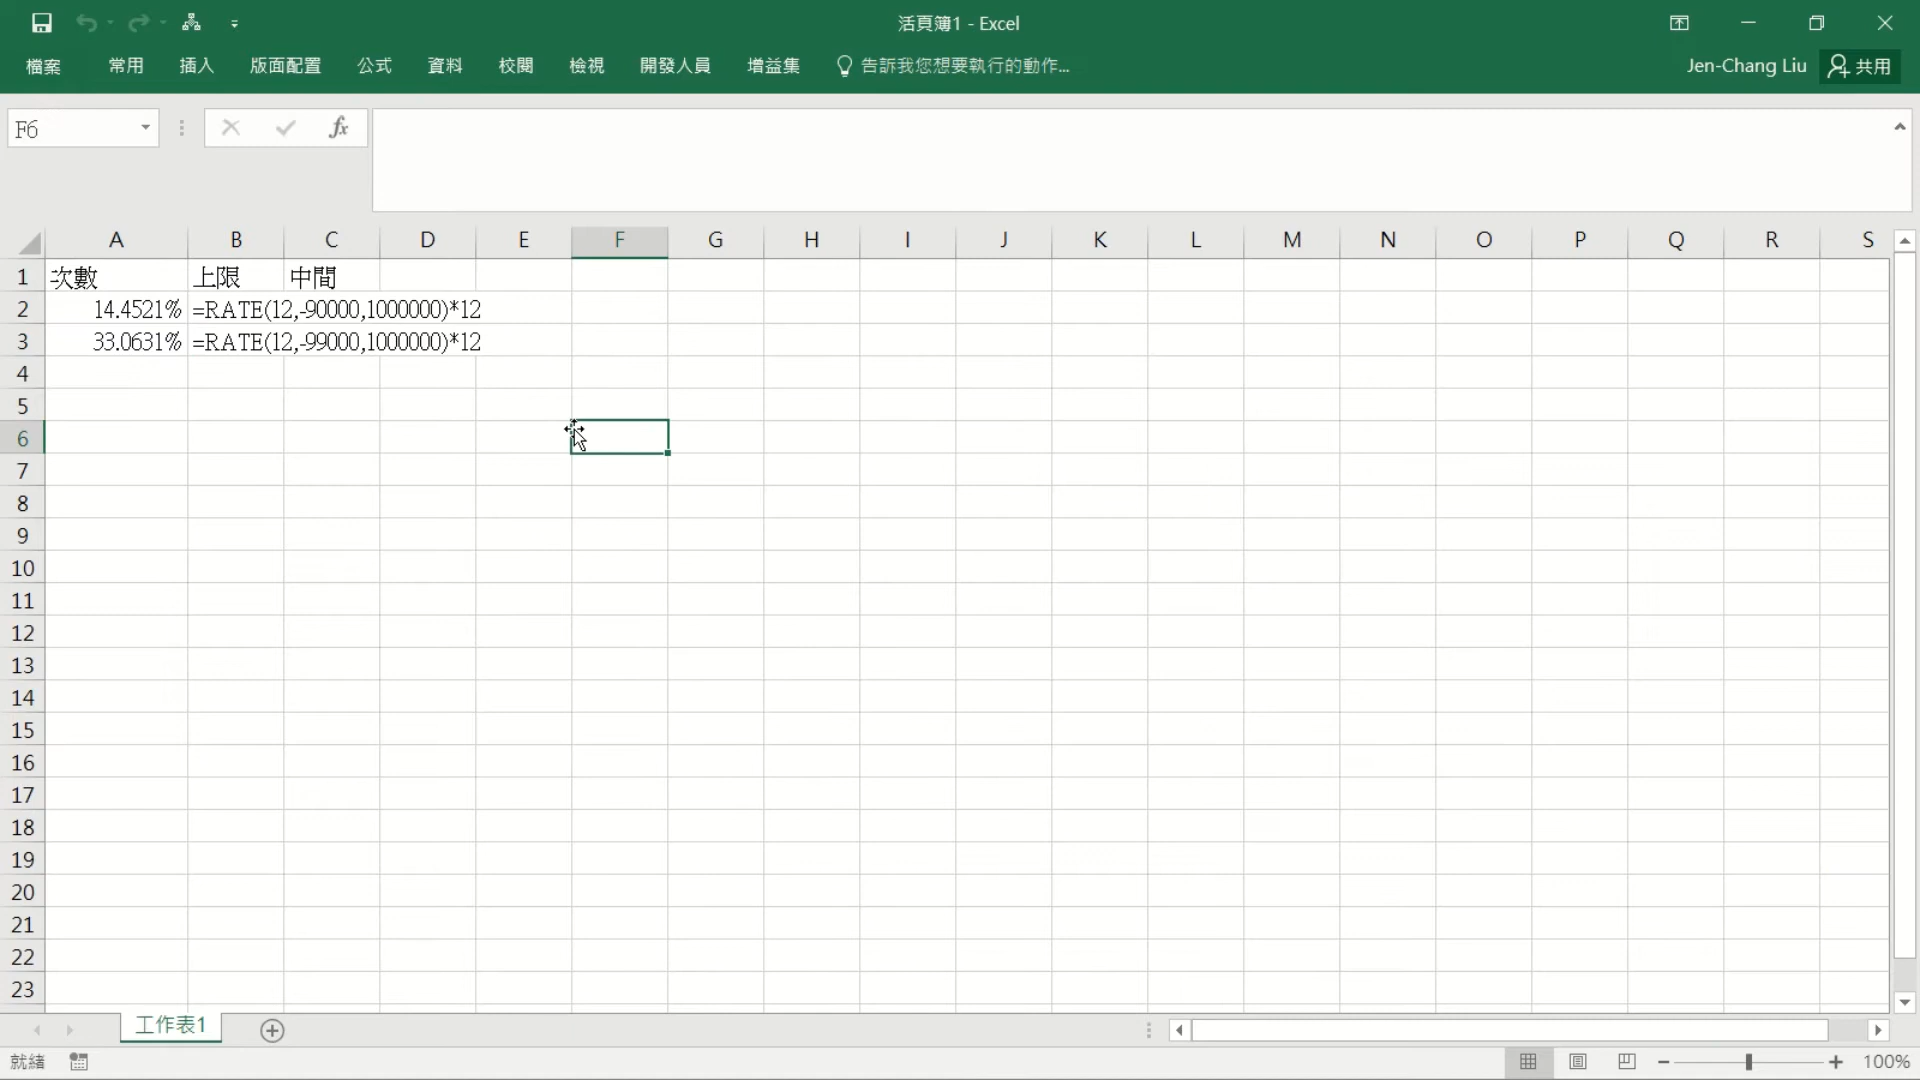 活頁簿1 - Excel
檔案 常用 插入 版面配置 公式 資料 校閱 檢視 開發人員 增益集 告訴我您想要執行的動作... Jen-Chang Liu 共用
F6 fx
A B C D E F G H I J K L M N O P Q R S
1 次數 上限 中間
2 14.4521% =RATE(12,-90000,1000000)*12
3 33.0631% =RATE(12,-99000,1000000)*12
4
5
6
7
8
9
10
11
12
13
14
15
16
17
18
19
20
21
22
23
工作表1
就緒 100%